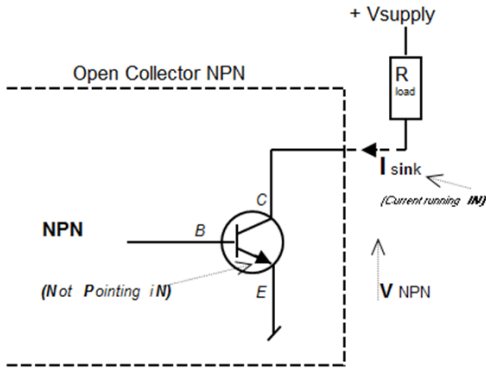 + Vsupply
Open Collector NPN
R
load
I sink
(Current running IN)
C
NPN
B
(Not Pointing iN)
E
V NPN